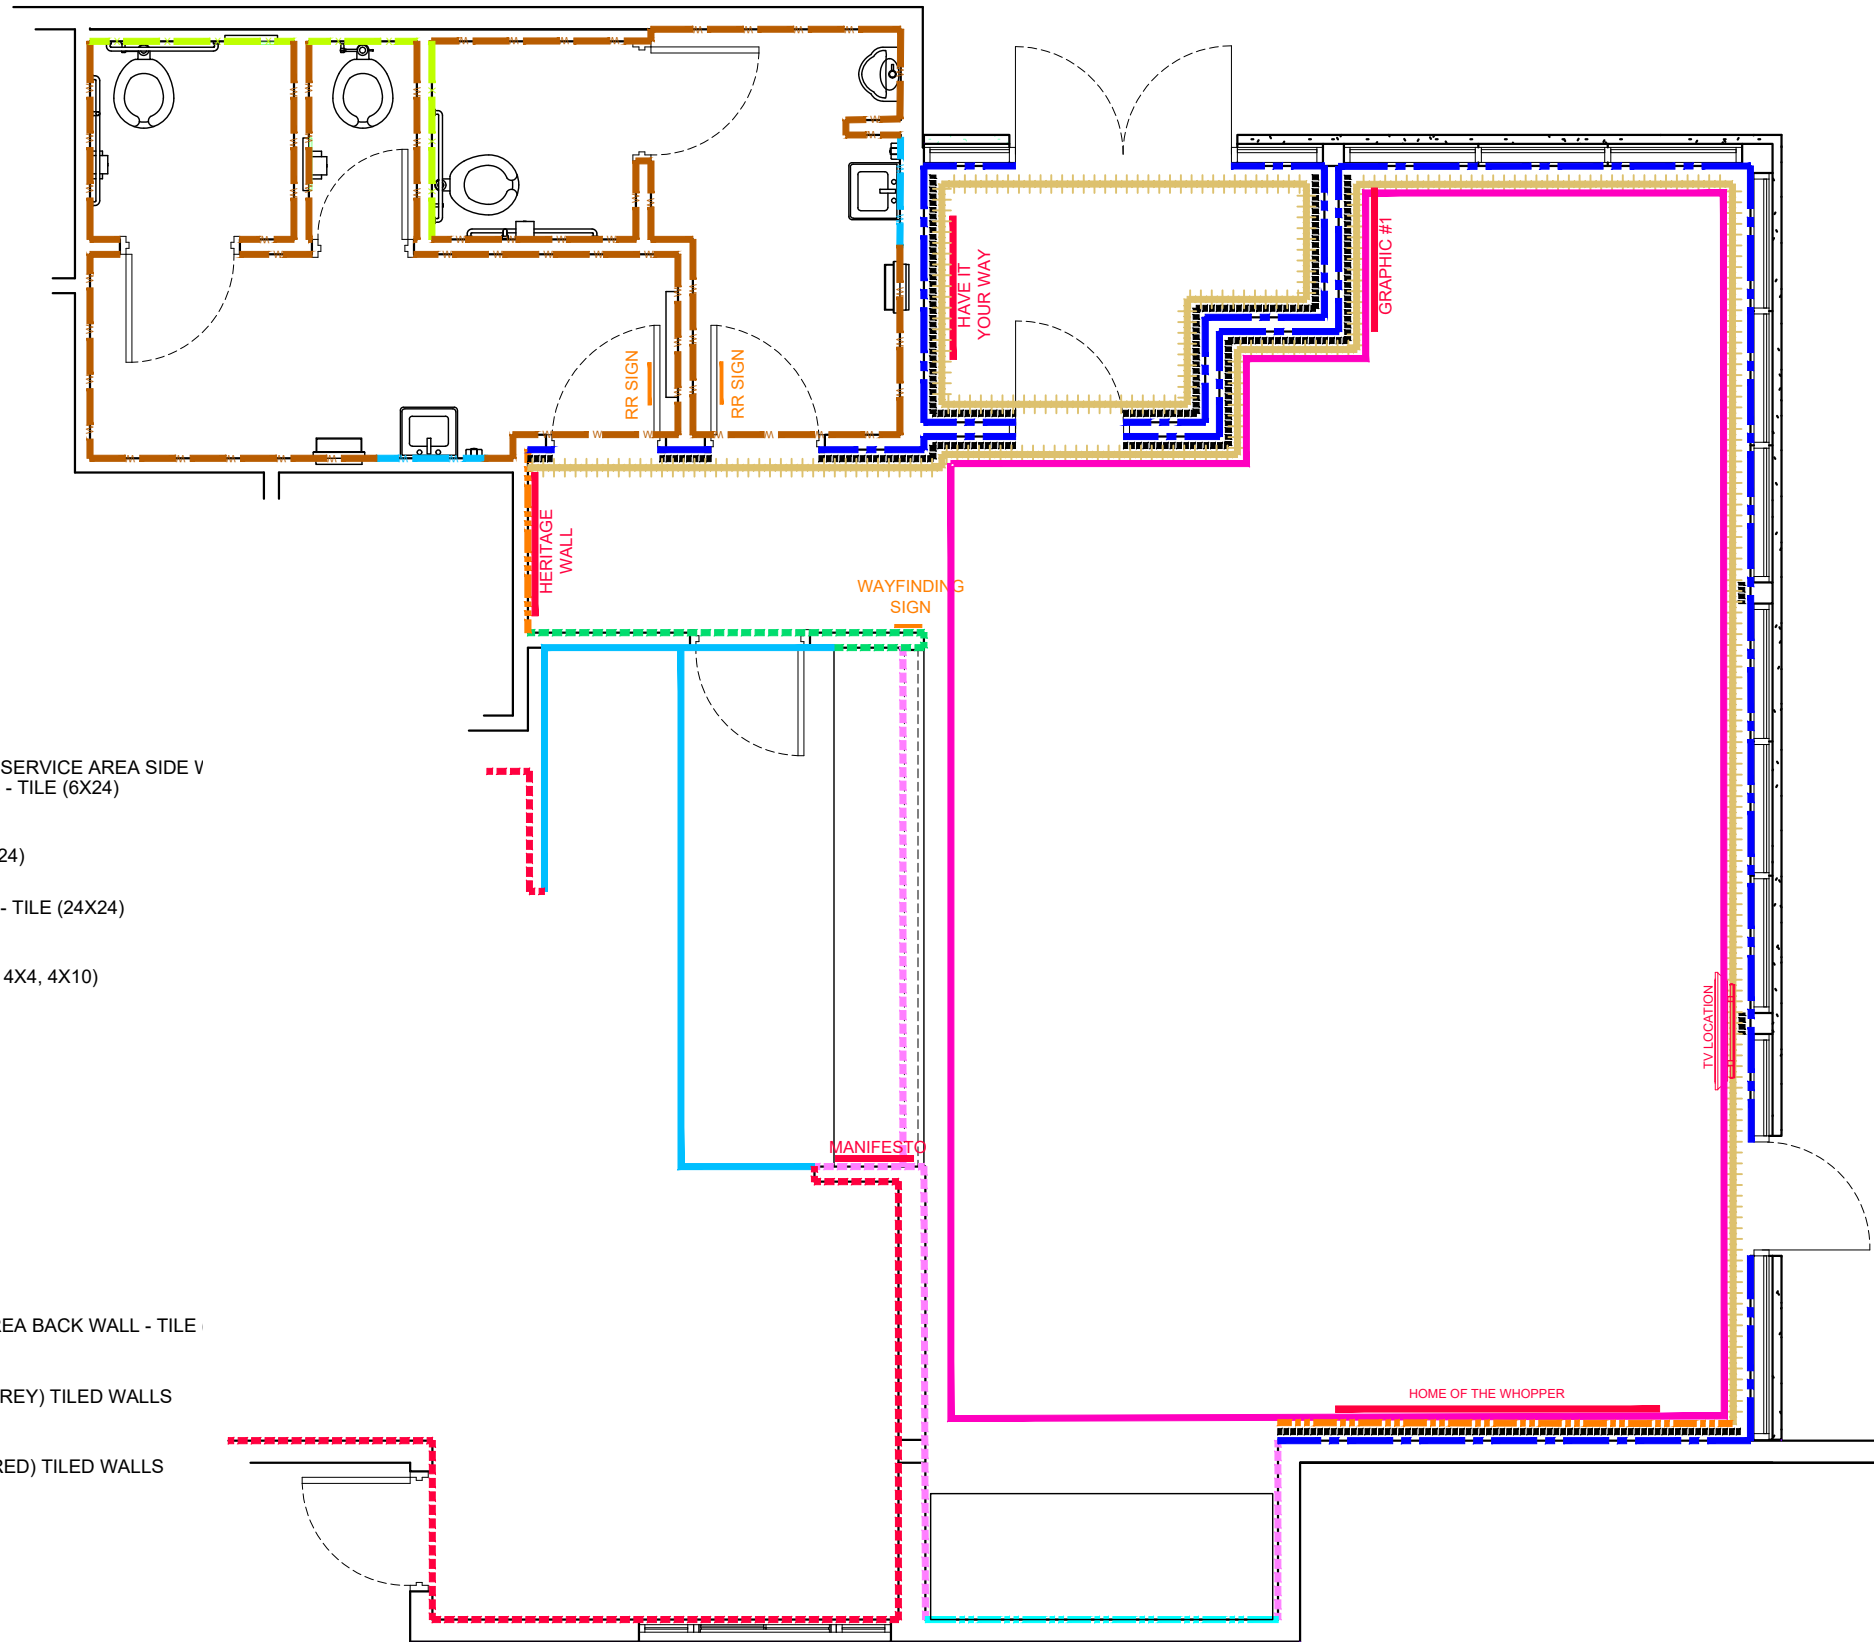 HAVE IT
YOUR WAY
GRAPHIC #1
RR SIGN
RR SIGN
HERITAGE
WALL
WAYFINDING
SIGN
SERVICE AREA SIDE
- TILE (6X24)
24)
- TILE (24X24)
4X4, 4X10)
TV LOCATION
MANIFESTO
EA BACK WALL - TILE
REY) TILED WALLS
HOME OF THE WHOPPER
RED) TILED WALLS